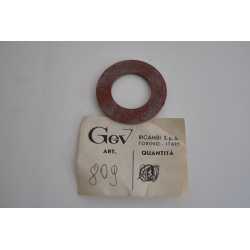 Gev
RICAMBI S.p.A.
TORINO - ITALY
ART.
QUANTITÀ
809